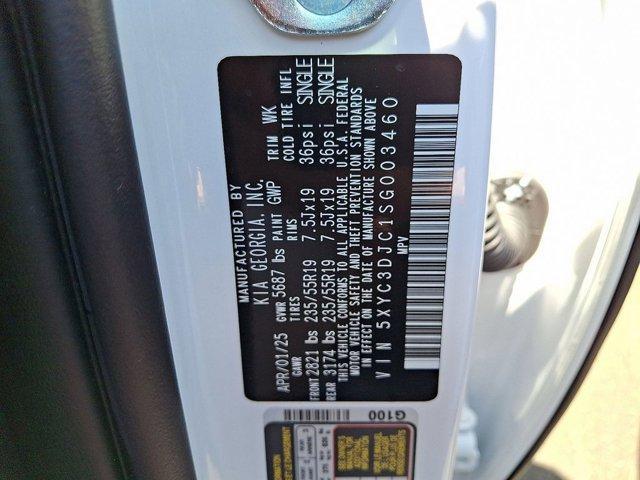 MANUFACTURED BY
KIA GEORGIA, INC.
APR/01/25 GVWR 5687 lbs PAINT GWP TRIM WK
GAWR TIRES RIMS COLD TIRE INFL
FRONT 2821 lbs 235/55R19 7.5Jx19 36psi SINGLE
REAR 3174 lbs 235/55R19 7.5Jx19 36psi SINGLE
THIS VEHICLE CONFORMS TO ALL APPLICABLE U.S.A. FEDERAL
MOTOR VEHICLE SAFETY AND THEFT PREVENTION STANDARDS
IN EFFECT ON THE DATE OF MANUFACTURE SHOWN ABOVE
VIN 5XYC3DJC1SG003460
MPV
G100